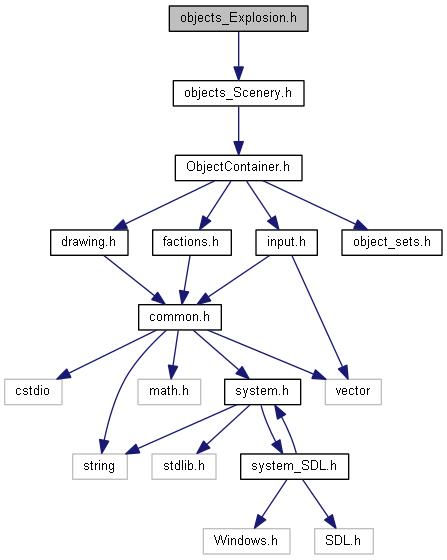 objects_Explosion.h
objects_Scenery.h
ObjectContainer.h
drawing.h
factions.h
input.h
object_sets.h
common.h
cstdio
math.h
system.h
vector
string
stdlib.h
system_SDL.h
Windows.h
SDL.h